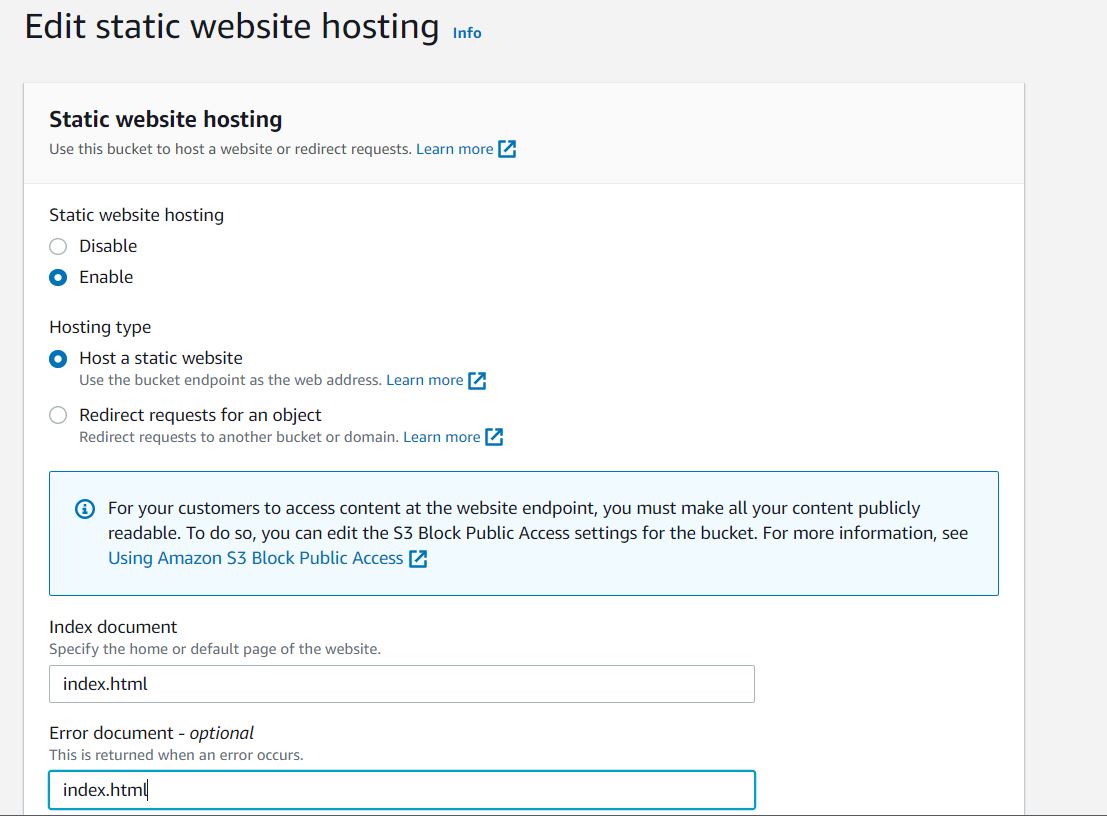 Edit static website hosting Info
Static website hosting
Use this bucket to host a website or redirect requests. Learn more
Static website hosting
Disable
Enable
Hosting type
Host a static website
Use the bucket endpoint as the web address. Learn more
Redirect requests for an object
Redirect requests to another bucket or domain. Learn more
For your customers to access content at the website endpoint, you must make all your content publicly
readable. To do so, you can edit the S3 Block Public Access settings for the bucket. For more information, see
Using Amazon S3 Block Public Access
Index document
Specify the home or default page of the website.
index.html
Error document - optional
This is returned when an error occurs.
index.html